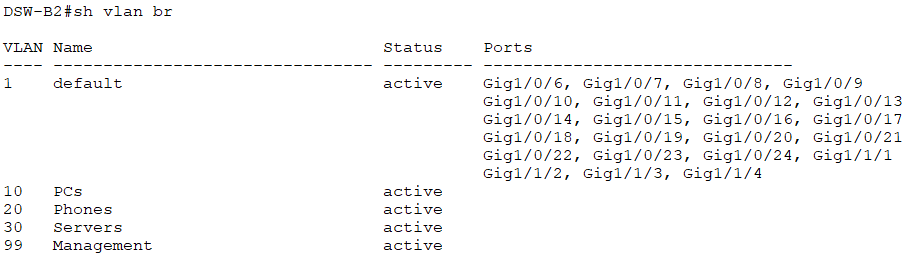 DSW-B2#sh vlan br
VLAN Name                             Status    Ports
---- -------------------------------- --------- -------------------------------
1    default                          active    Gig1/0/6, Gig1/0/7, Gig1/0/8, Gig1/0/9
                                                Gig1/0/10, Gig1/0/11, Gig1/0/12, Gig1/0/13
                                                Gig1/0/14, Gig1/0/15, Gig1/0/16, Gig1/0/17
                                                Gig1/0/18, Gig1/0/19, Gig1/0/20, Gig1/0/21
                                                Gig1/0/22, Gig1/0/23, Gig1/0/24, Gig1/1/1
                                                Gig1/1/2, Gig1/1/3, Gig1/1/4
10   PCs                              active
20   Phones                           active
30   Servers                          active
99   Management                       active